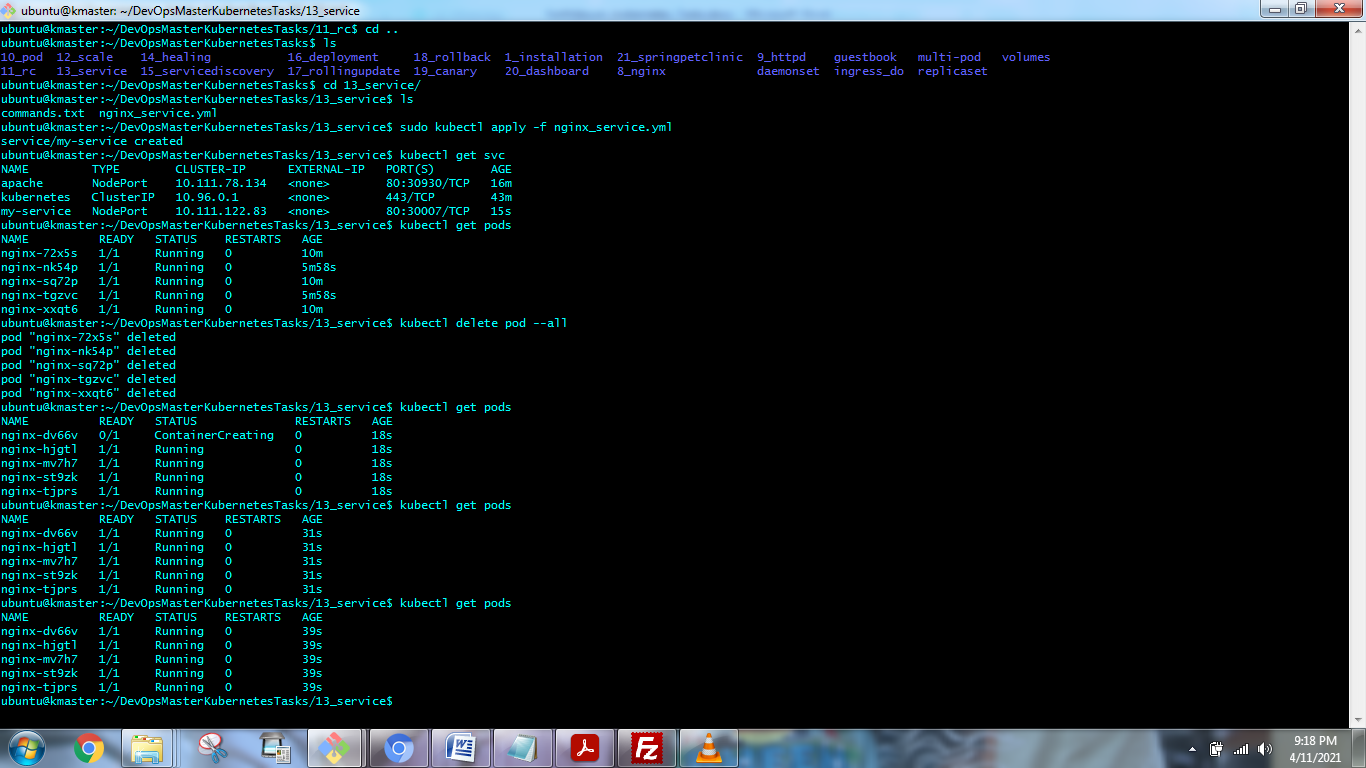 ubuntu@kmaster: ~/DevOpsMasterKubernetesTasks/13_service
ubuntu@kmaster:~/DevOpsMasterKubernetesTasks/11_rc$ cd ..
ubuntu@kmaster:~/DevOpsMasterKubernetesTasks$ ls
10_pod  12_scale    14_healing           16_deployment     18_rollback  1_installation  21_springpetclinic  9_httpd    guestbook   multi-pod   volumes
11_rc   13_service  15_servicediscovery  17_rollingupdate  19_canary    20_dashboard    8_nginx             daemonset  ingress_do  replicaset
ubuntu@kmaster:~/DevOpsMasterKubernetesTasks$ cd 13_service/
ubuntu@kmaster:~/DevOpsMasterKubernetesTasks/13_service$ ls
commands.txt  nginx_service.yml
ubuntu@kmaster:~/DevOpsMasterKubernetesTasks/13_service$ sudo kubectl apply -f nginx_service.yml
service/my-service created
ubuntu@kmaster:~/DevOpsMasterKubernetesTasks/13_service$ kubectl get svc
NAME         TYPE        CLUSTER-IP      EXTERNAL-IP   PORT(S)        AGE
apache       NodePort    10.111.78.134   <none>        80:30930/TCP   16m
kubernetes   ClusterIP   10.96.0.1       <none>        443/TCP        43m
my-service   NodePort    10.111.122.83   <none>        80:30007/TCP   15s
ubuntu@kmaster:~/DevOpsMasterKubernetesTasks/13_service$ kubectl get pods
NAME          READY   STATUS    RESTARTS   AGE
nginx-72x5s   1/1     Running   0          10m
nginx-nk54p   1/1     Running   0          5m58s
nginx-sq72p   1/1     Running   0          10m
nginx-tgzvc   1/1     Running   0          5m58s
nginx-xxqt6   1/1     Running   0          10m
ubuntu@kmaster:~/DevOpsMasterKubernetesTasks/13_service$ kubectl delete pod --all
pod "nginx-72x5s" deleted
pod "nginx-nk54p" deleted
pod "nginx-sq72p" deleted
pod "nginx-tgzvc" deleted
pod "nginx-xxqt6" deleted
ubuntu@kmaster:~/DevOpsMasterKubernetesTasks/13_service$ kubectl get pods
NAME          READY   STATUS              RESTARTS   AGE
nginx-dv66v   0/1     ContainerCreating   0          18s
nginx-hjgtl   1/1     Running             0          18s
nginx-mv7h7   1/1     Running             0          18s
nginx-st9zk   1/1     Running             0          18s
nginx-tjprs   1/1     Running             0          18s
ubuntu@kmaster:~/DevOpsMasterKubernetesTasks/13_service$ kubectl get pods
NAME          READY   STATUS    RESTARTS   AGE
nginx-dv66v   1/1     Running   0          31s
nginx-hjgtl   1/1     Running   0          31s
nginx-mv7h7   1/1     Running   0          31s
nginx-st9zk   1/1     Running   0          31s
nginx-tjprs   1/1     Running   0          31s
ubuntu@kmaster:~/DevOpsMasterKubernetesTasks/13_service$ kubectl get pods
NAME          READY   STATUS    RESTARTS   AGE
nginx-dv66v   1/1     Running   0          39s
nginx-hjgtl   1/1     Running   0          39s
nginx-mv7h7   1/1     Running   0          39s
nginx-st9zk   1/1     Running   0          39s
nginx-tjprs   1/1     Running   0          39s
ubuntu@kmaster:~/DevOpsMasterKubernetesTasks/13_service$
9:18 PM
4/11/2021